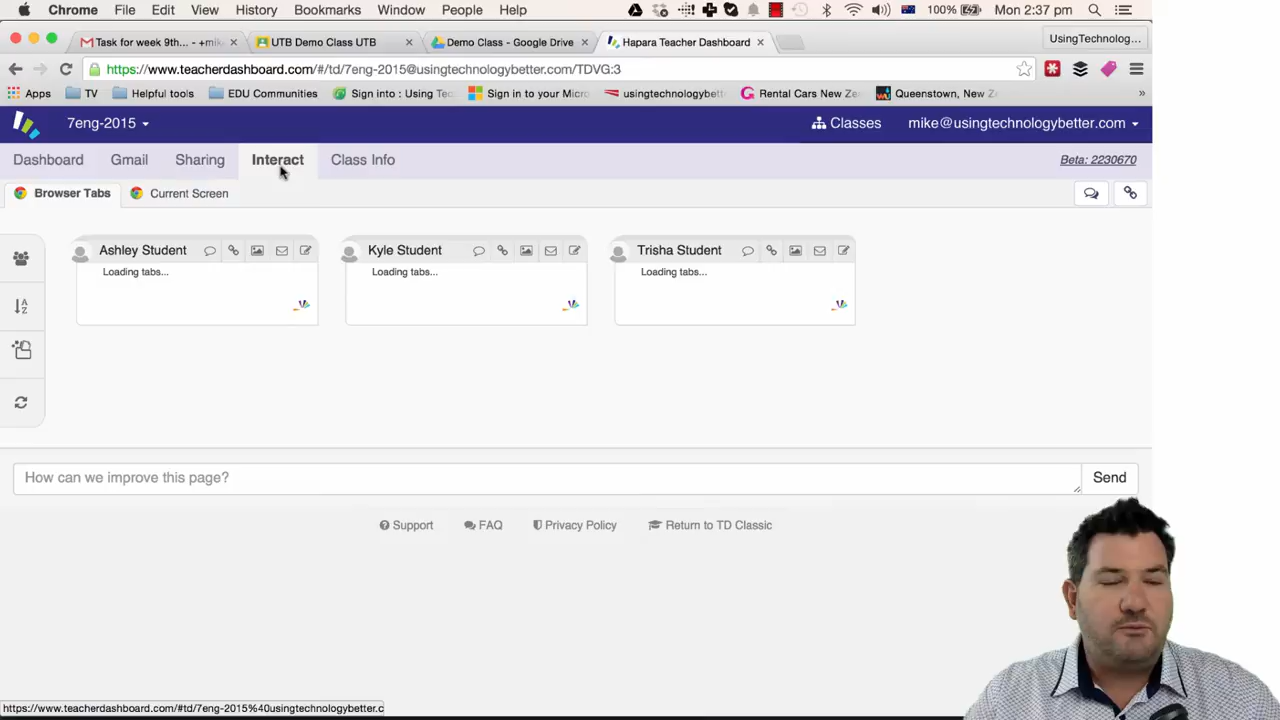 Chrome File Edit View History Bookmarks Window People Help 100% Mon 2:37 pm
Task for week 9th... - +mik UTB Demo Class UTB Demo Class - Google Drive Hapara Teacher Dashboard UsingTechnolog...
https://www.teacherdashboard.com/#/td/7eng-2015@usingtechnologybetter.com/TDVG:3
Apps TV Helpful tools EDU Communities Sign into : Using Tec Sign in to your Micro usingtechnologybett Rental Cars New Ze Queenstown, New Z »
7eng-2015 Classes mike@usingtechnologybetter.com
Dashboard Gmail Sharing Interact Class Info Beta: 2230670
Browser Tabs Current Screen
Ashley Student Kyle Student Trisha Student
Loading tabs... Loading tabs... Loading tabs...
How can we improve this page? Send
Support FAQ Privacy Policy Return to TD Classic
https://www.teacherdashboard.com/#td/7eng-2015%40usingtechnologybetter.c